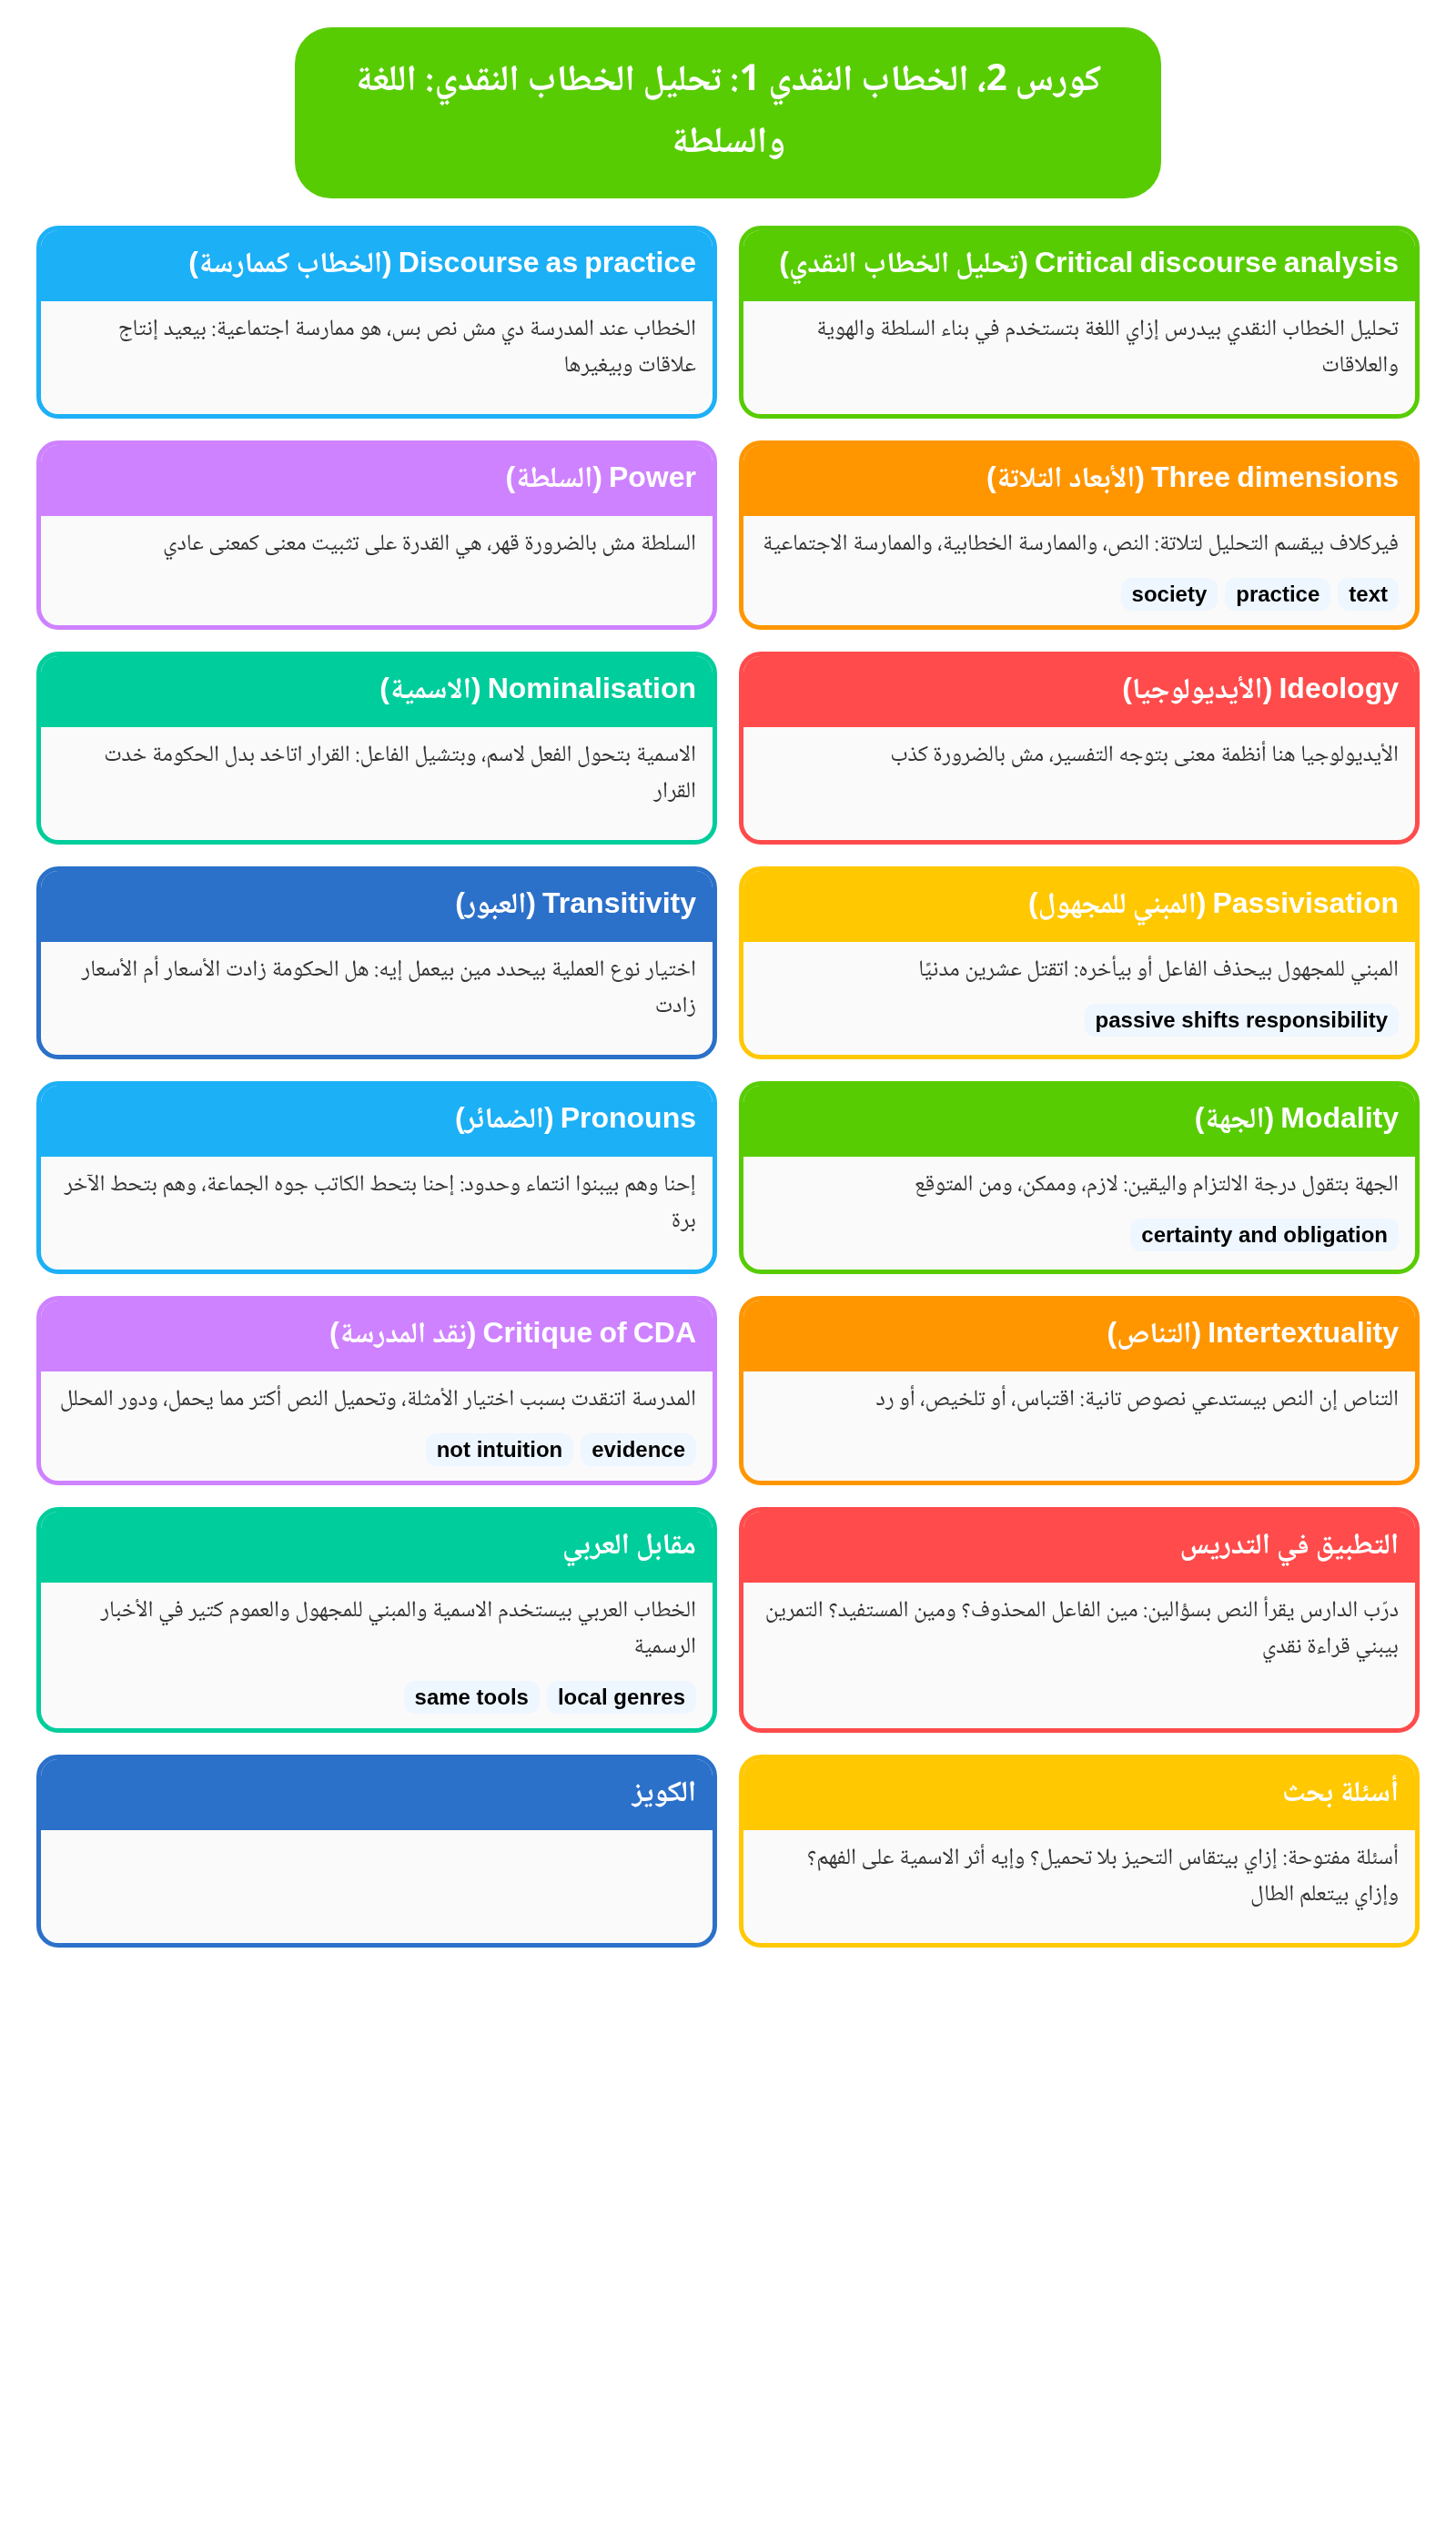 كورس 2، الخطاب النقدي 1: تحليل الخطاب النقدي: اللغة
والسلطة
Critical discourse analysis (تحليل الخطاب النقدي)
تحليل الخطاب النقدي بيدرس إزاي اللغة بتستخدم في بناء السلطة والهوية
والعلاقات
Discourse as practice (الخطاب كممارسة)
الخطاب عند المدرسة دي مش نص بس، هو ممارسة اجتماعية: بيعيد إنتاج
علاقات وبيغيرها
Three dimensions (الأبعاد التلاتة)
فيركلاف بيقسم التحليل لتلاتة: النص، والممارسة الخطابية، والممارسة الاجتماعية
text practice society
Power (السلطة)
السلطة مش بالضرورة قهر، هي القدرة على تثبيت معنى كمعنى عادي
Ideology (الأيديولوجيا)
الأيديولوجيا هنا أنظمة معنى بتوجه التفسير، مش بالضرورة كذب
Nominalisation (الاسمية)
الاسمية بتحول الفعل لاسم، وبتشيل الفاعل: القرار اتاخد بدل الحكومة خدت
القرار
Passivisation (المبني للمجهول)
المبني للمجهول بيحذف الفاعل أو بيأخره: اتقتل عشرين مدنيًا
passive shifts responsibility
Transitivity (العبور)
اختيار نوع العملية بيحدد مين بيعمل إيه: هل الحكومة زادت الأسعار أم الأسعار
زادت
Modality (الجهة)
الجهة بتقول درجة الالتزام واليقين: لازم، وممكن، ومن المتوقع
certainty and obligation
Pronouns (الضمائر)
إحنا وهم بيبنوا انتماء وحدود: إحنا بتحط الكاتب جوه الجماعة، وهم بتحط الآخر
برة
Intertextuality (التناص)
التناص إن النص بيستدعي نصوص تانية: اقتباس، أو تلخيص، أو رد
Critique of CDA (نقد المدرسة)
المدرسة اتنقدت بسبب اختيار الأمثلة، وتحميل النص أكتر مما يحمل، ودور المحلل
evidence not intuition
التطبيق في التدريس
درّب الدارس يقرأ النص بسؤالين: مين الفاعل المحذوف؟ ومين المستفيد؟ التمرين
بيبني قراءة نقدي
مقابل العربي
الخطاب العربي بيستخدم الاسمية والمبني للمجهول والعموم كتير في الأخبار
الرسمية
local genres same tools
أسئلة بحث
أسئلة مفتوحة: إزاي بيتقاس التحيز بلا تحميل؟ وإيه أثر الاسمية على الفهم؟
وإزاي بيتعلم الطال
الكويز